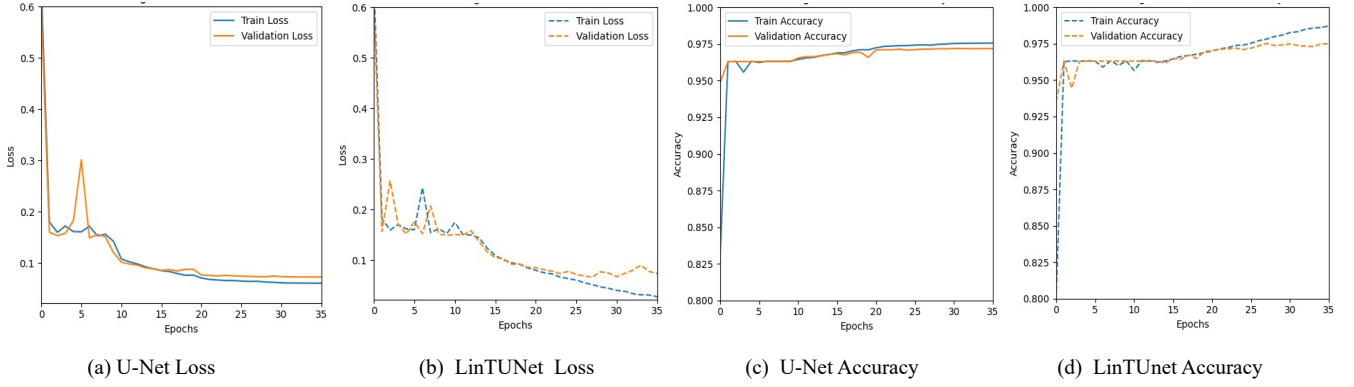 0.6
0.5
0.4
0.3
0.2
0.1
Loss
0 5 10 15 20 25 30 35
Epochs
Train Loss
Validation Loss
(a) U-Net Loss
0.6
0.5
0.4
0.3
0.2
0.1
Loss
0 5 10 15 20 25 30 35
Epochs
Train Loss
Validation Loss
(b) LinTUNet Loss
1.000
0.975
0.950
0.925
0.900
0.875
0.850
0.825
0.800
Accuracy
0 5 10 15 20 25 30 35
Epochs
Train Accuracy
Validation Accuracy
(c) U-Net Accuracy
1.000
0.975
0.950
0.925
0.900
0.875
0.850
0.825
0.800
Accuracy
0 5 10 15 20 25 30 35
Epochs
Train Accuracy
Validation Accuracy
(d) LinTUnet Accuracy